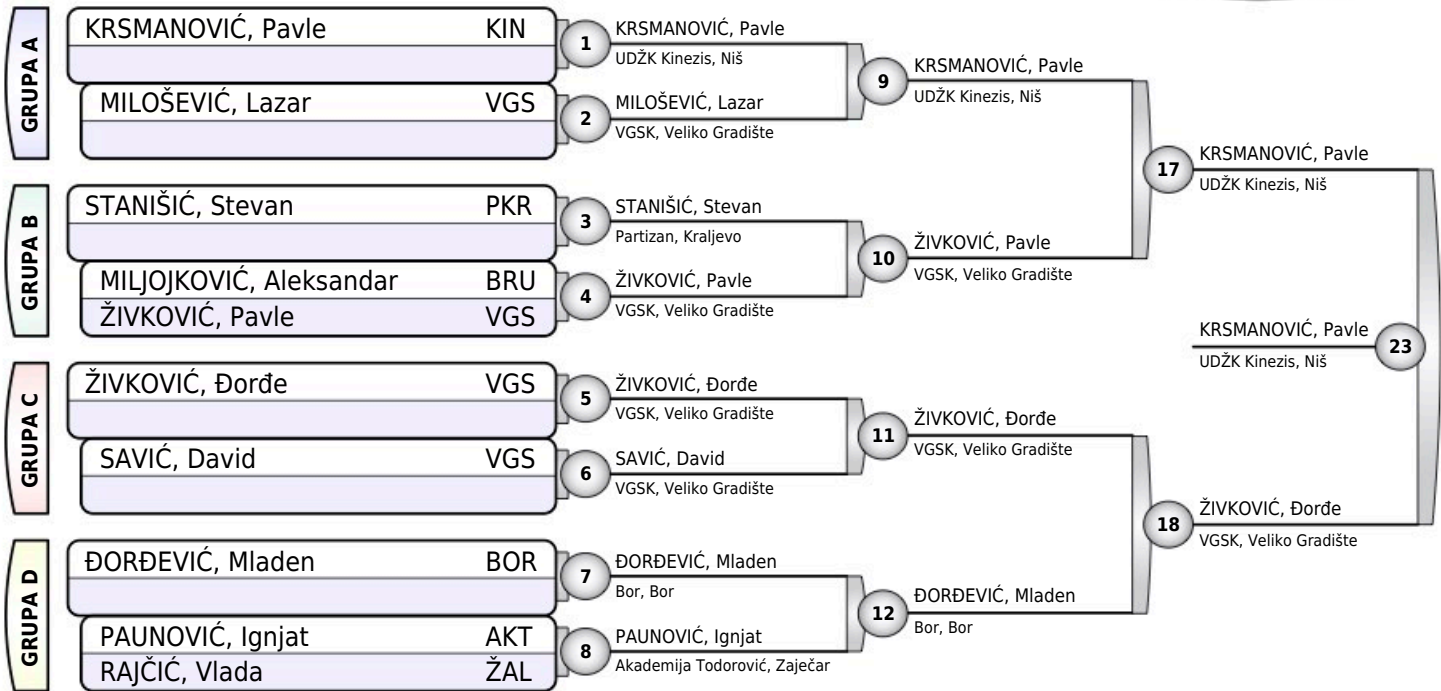 GRUPA A
KRSMANOVIĆ, Pavle KIN
MILOŠEVIĆ, Lazar VGS
GRUPA B
STANIŠIĆ, Stevan PKR
MILJOJKOVIĆ, Aleksandar BRU
ŽIVKOVIĆ, Pavle VGS
GRUPA C
ŽIVKOVIĆ, Đorđe VGS
SAVIĆ, David VGS
GRUPA D
ĐORĐEVIĆ, Mladen BOR
PAUNOVIĆ, Ignjat AKT
RAJČIĆ, Vlada ŽAL
1
KRSMANOVIĆ, Pavle
UDŽK Kinezis, Niš
2
MILOŠEVIĆ, Lazar
VGSK, Veliko Gradište
3
STANIŠIĆ, Stevan
Partizan, Kraljevo
4
ŽIVKOVIĆ, Pavle
VGSK, Veliko Gradište
5
ŽIVKOVIĆ, Đorđe
VGSK, Veliko Gradište
6
SAVIĆ, David
VGSK, Veliko Gradište
7
ĐORĐEVIĆ, Mladen
Bor, Bor
8
PAUNOVIĆ, Ignjat
Akademija Todorović, Zaječar
9
KRSMANOVIĆ, Pavle
UDŽK Kinezis, Niš
10
ŽIVKOVIĆ, Pavle
VGSK, Veliko Gradište
11
ŽIVKOVIĆ, Đorđe
VGSK, Veliko Gradište
12
ĐORĐEVIĆ, Mladen
Bor, Bor
17
KRSMANOVIĆ, Pavle
UDŽK Kinezis, Niš
18
ŽIVKOVIĆ, Đorđe
VGSK, Veliko Gradište
KRSMANOVIĆ, Pavle
UDŽK Kinezis, Niš
23